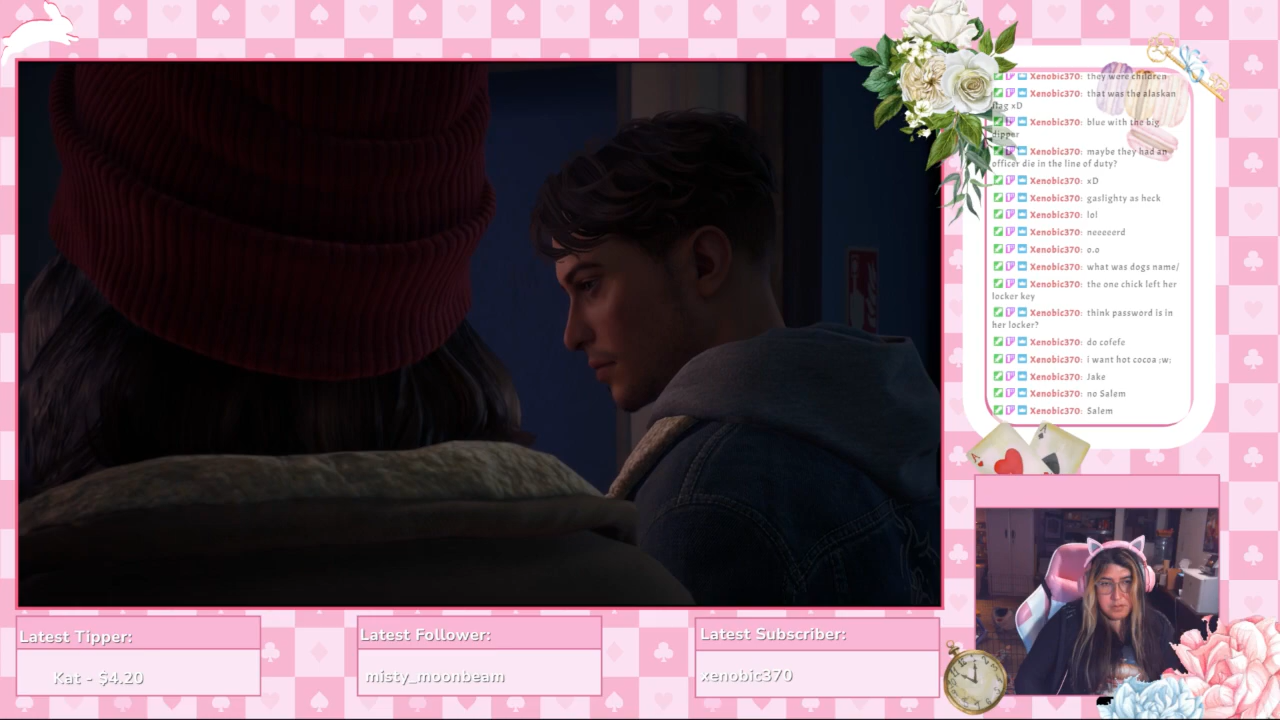 Xenobic370: they were children
Xenobic370: that was the alaskan
flag xD
Xenobic370: blue with the big
dipper
Xenobic370: maybe they had an
officer die in the line of duty?
Xenobic370: xD
Xenobic370: gaslighty as heck
Xenobic370: lol
Xenobic370: neeeeerd
Xenobic370: o.o
Xenobic370: what was dogs name/
Xenobic370: the one chick left her
locker key
Xenobic370: think password is in
her locker?
Xenobic370: do cofefe
Xenobic370: i want hot cocoa ;w;
Xenobic370: Jake
Xenobic370: no Salem
Xenobic370: Salem
Latest Tipper:
Kat - $4.20
Latest Follower:
misty_moonbeam
Latest Subscriber:
xenobic370